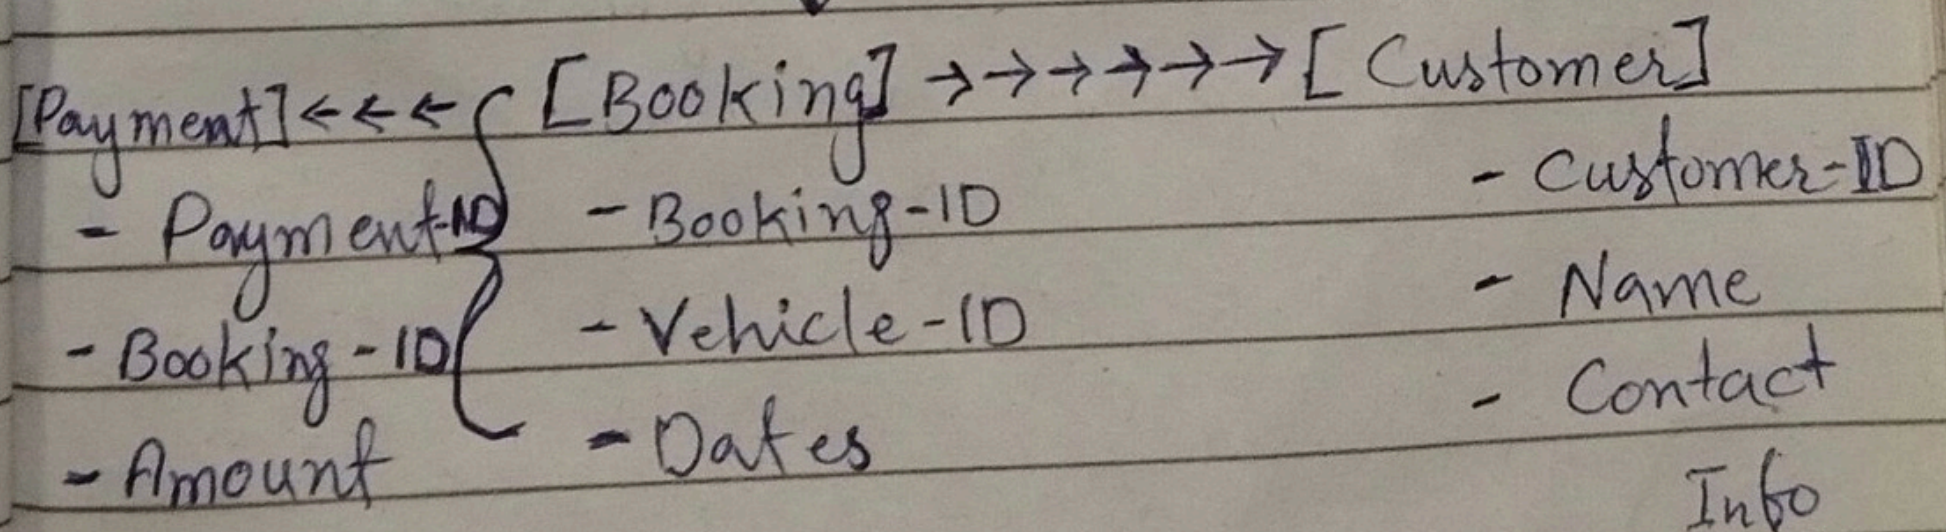 [Payment] ← ← ← { [Booking] → → → → → → [Customer]
- Payment-ID - Booking-ID - Customer-ID
- Booking-ID - Vehicle-ID - Name
- Amount - Dates - Contact
Info